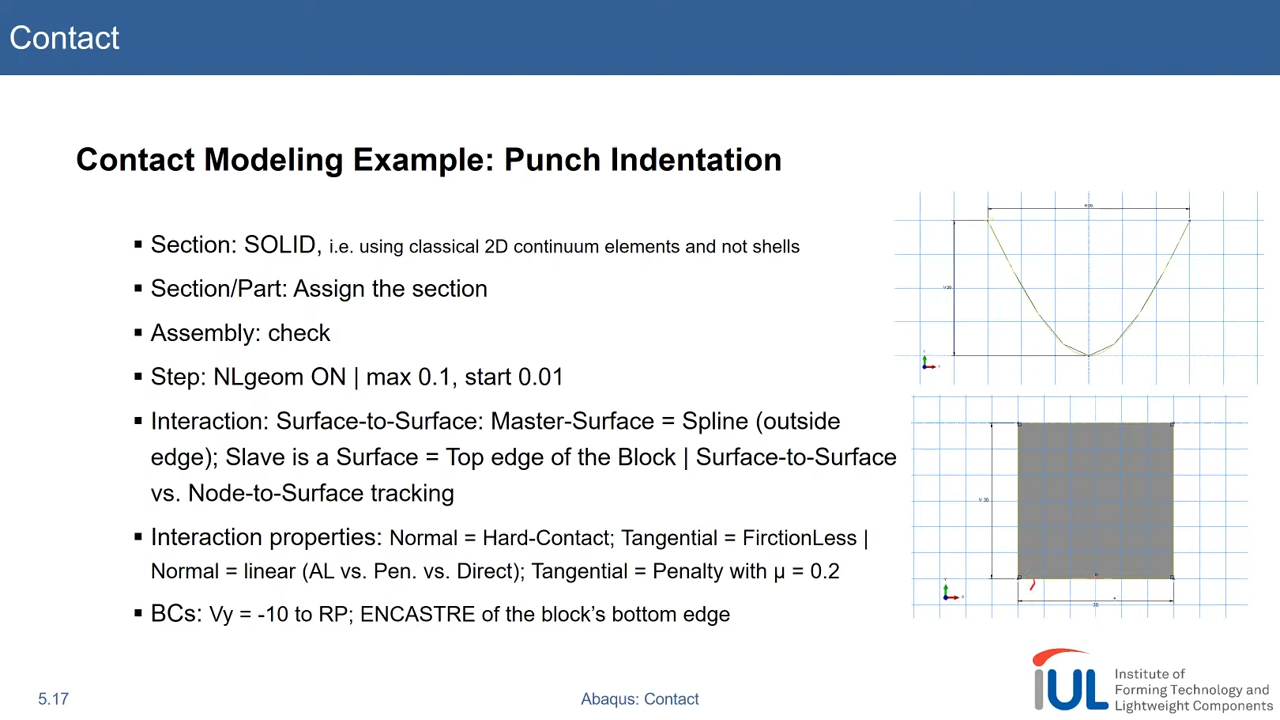 Contact
Contact Modeling Example: Punch Indentation
▪ Section: SOLID, i.e. using classical 2D continuum elements and not shells
▪ Section/Part: Assign the section
▪ Assembly: check
▪ Step: NLgeom ON | max 0.1, start 0.01
▪ Interaction: Surface-to-Surface: Master-Surface = Spline (outside
edge); Slave is a Surface = Top edge of the Block | Surface-to-Surface
vs. Node-to-Surface tracking
▪ Interaction properties: Normal = Hard-Contact; Tangential = FirctionLess |
Normal = linear (AL vs. Pen. vs. Direct); Tangential = Penalty with µ = 0.2
▪ BCs: Vy = -10 to RP; ENCASTRE of the block’s bottom edge
5.17
Abaqus: Contact
IUL
Institute of
Forming Technology and
Lightweight Components